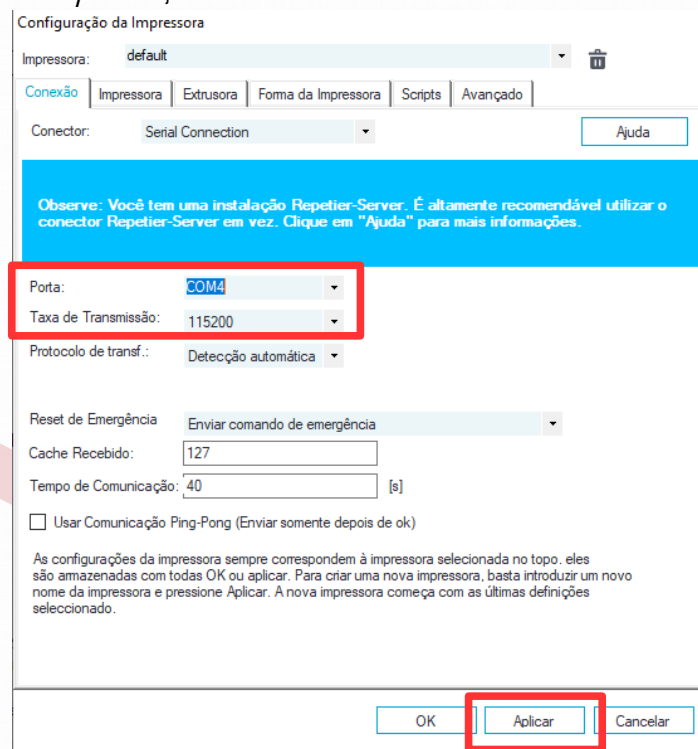 Configuração da Impressora
Impressora: default
Conexão Impressora Extrusora Forma da Impressora Scripts Avançado
Conector: Serial Connection Ajuda
Observe: Você tem uma instalação Repetier-Server. É altamente recomendável utilizar o
conector Repetier-Server em vez. Clique em "Ajuda" para mais informações.
Porta: COM4
Taxa de Transmissão: 115200
Protocolo de transf.: Detecção automática
Reset de Emergência Enviar comando de emergência
Cache Recebido: 127
Tempo de Comunicação: 40 [s]
Usar Comunicação Ping-Pong (Enviar somente depois de ok)
As configurações da impressora sempre correspondem à impressora selecionada no topo. eles
são armazenadas com todas OK ou aplicar. Para criar uma nova impressora, basta introduzir um novo
nome da impressora e pressione Aplicar. A nova impressora começa com as últimas definições
seleccionado.
OK Aplicar Cancelar